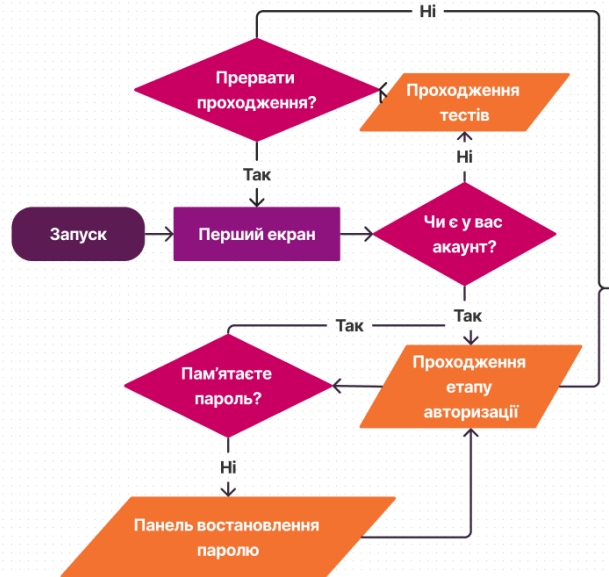 Ні
Прервати
проходження?
Проходження
тестів
Ні
Так
Запуск
Перший екран
Чи є у вас
акаунт?
Так
Так
Пам’ятаєте
пароль?
Проходження
етапу
авторизації
Ні
Панель востановлення
паролю